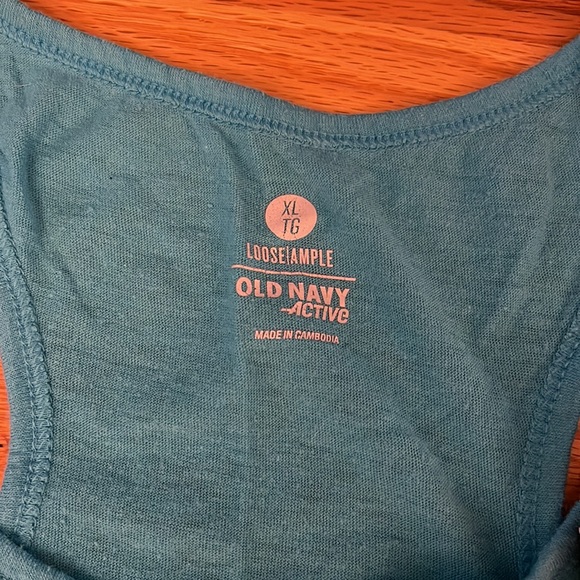 XL
TG
LOOSE|AMPLE
OLD NAVY
ACTIVE
MADE IN CAMBODIA